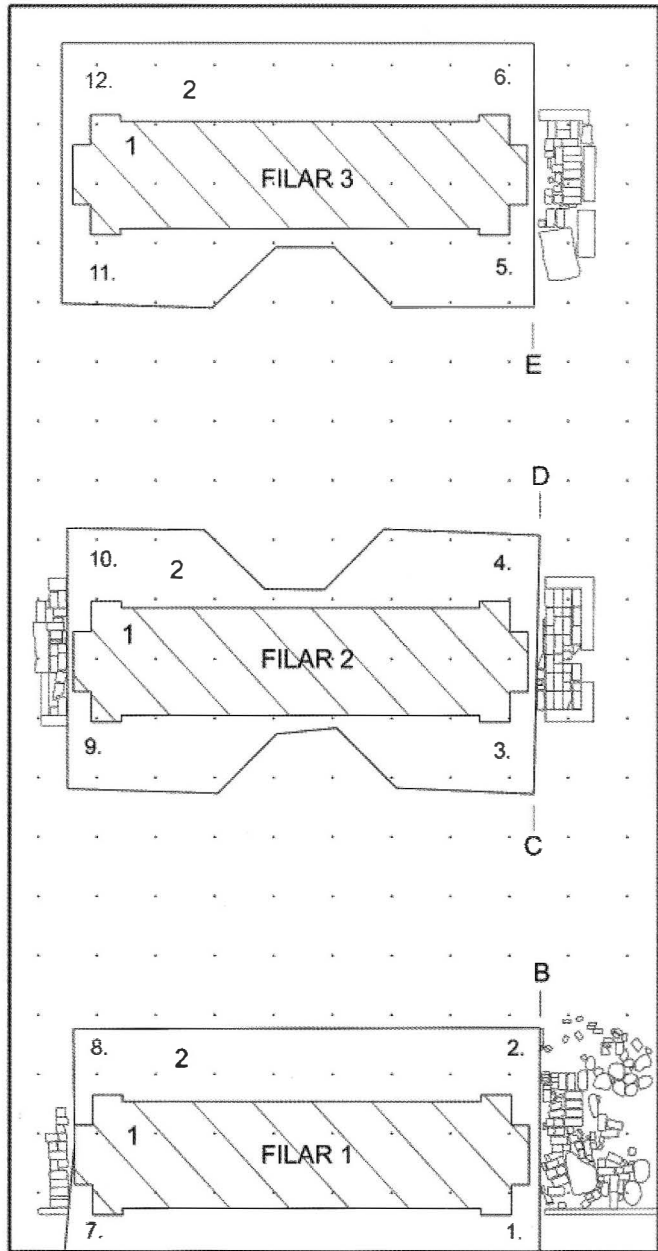 12. 2 6.
1
FILAR 3
11. 5.
E
D
10. 2 4.
1
FILAR 2
9. 3.
C
B
8. 2 2.
1
FILAR 1
7. 1.